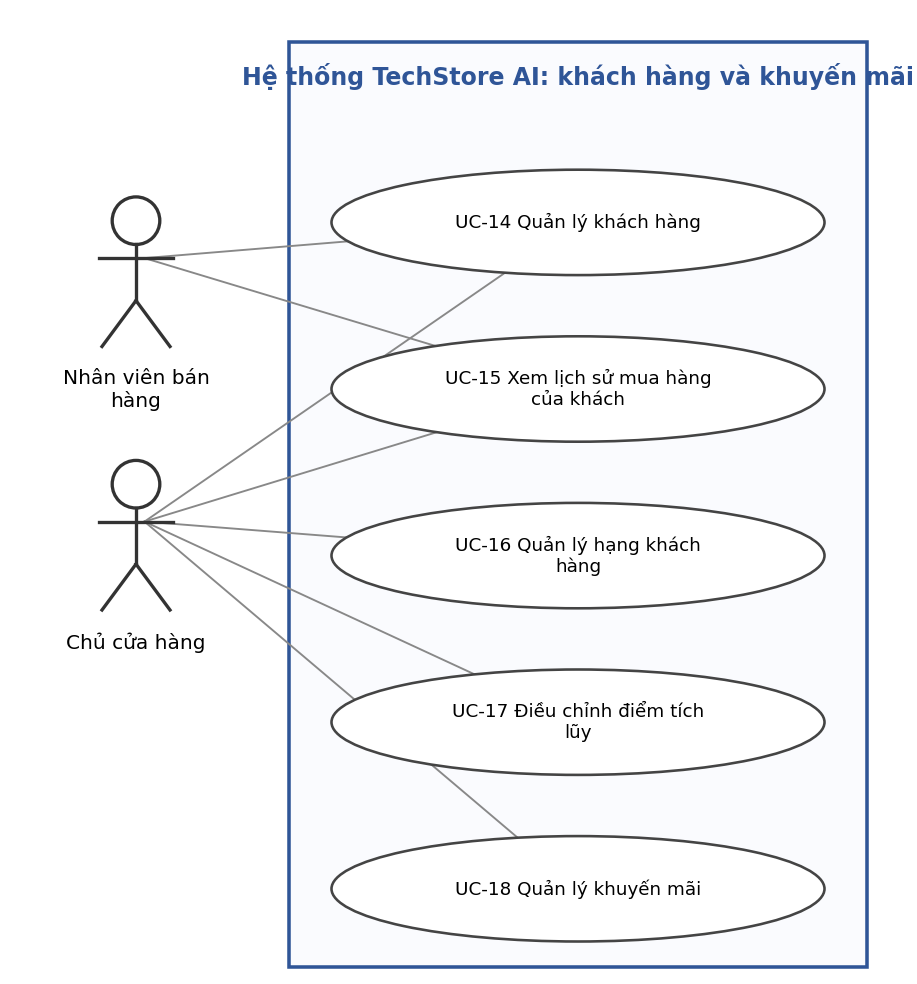 Hệ thống TechStore AI: khách hàng và khuyến mãi
UC-14 Quản lý khách hàng
Nhân viên bán
hàng
UC-15 Xem lịch sử mua hàng
của khách
UC-16 Quản lý hạng khách
hàng
Chủ cửa hàng
UC-17 Điều chỉnh điểm tích
lũy
UC-18 Quản lý khuyến mãi